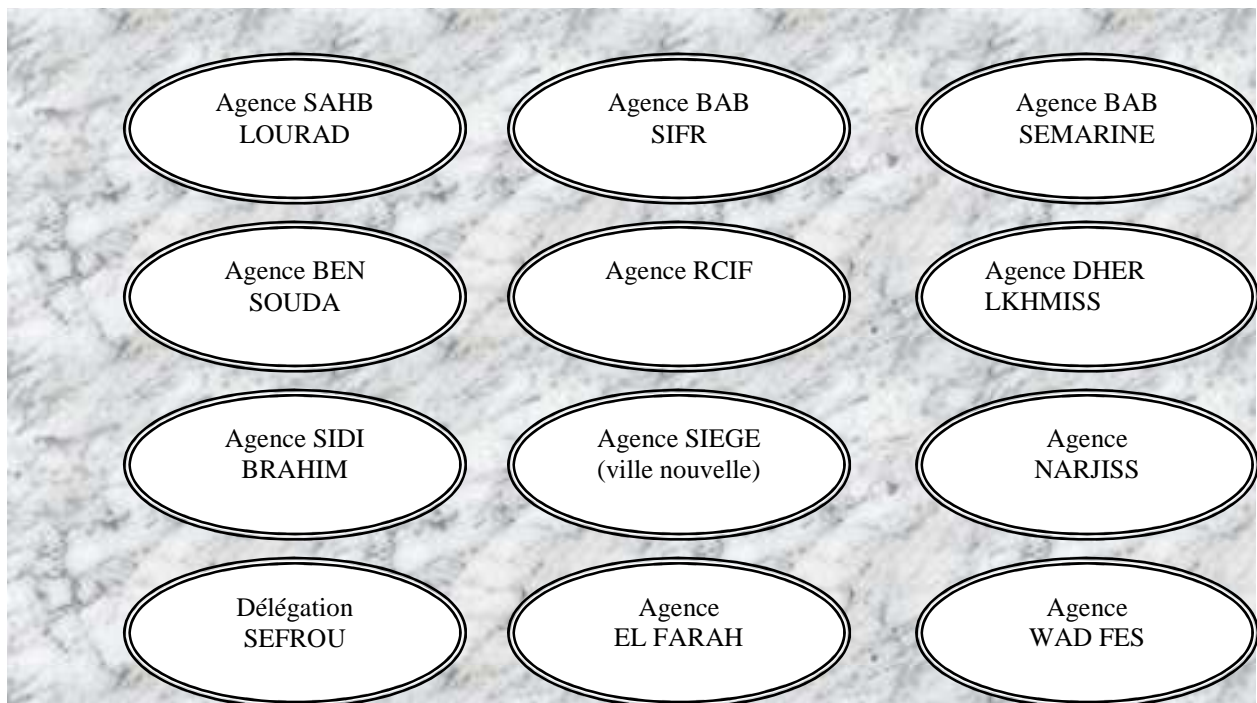 Agence SAHB
LOURAD
Agence BAB
SIFR
Agence BAB
SEMARINE
Agence BEN
SOUDA
Agence RCIF
Agence DHER
LKHMISS
Agence SIDI
BRAHIM
Agence SIEGE
(ville nouvelle)
Agence
NARJISS
Délégation
SEFROU
Agence
EL FARAH
Agence
WAD FES